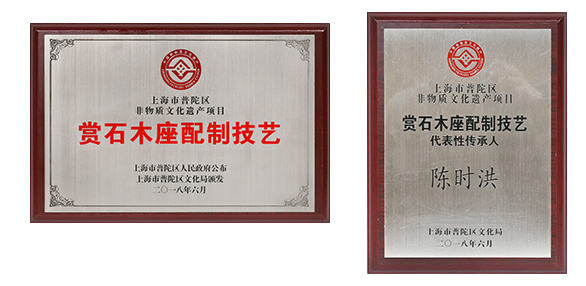 上海市普陀区
非物质文化遗产项目
赏石木座配制技艺
上海市普陀区人民政府公布
上海市普陀区文化局颁发
二〇一八年六月
上海市普陀区
非物质文化遗产项目
赏石木座配制技艺
代表性传承人
陈时洪
上海市普陀区文化局
二〇一八年六月